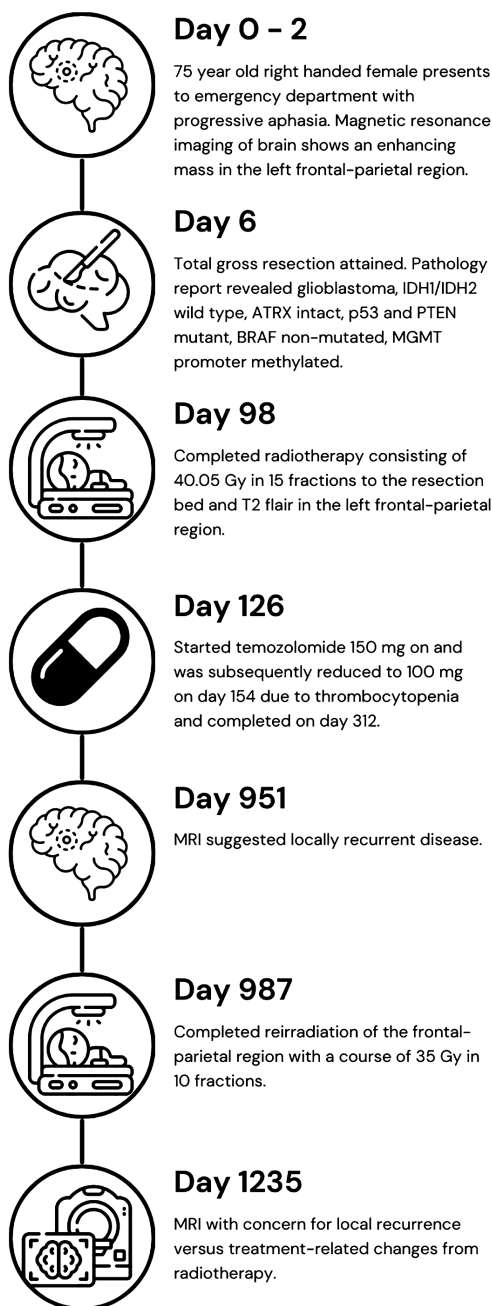 Day 0 - 2
75 year old right handed female presents
to emergency department with
progressive aphasia. Magnetic resonance
imaging of brain shows an enhancing
mass in the left frontal-parietal region.
Day 6
Total gross resection attained. Pathology
report revealed glioblastoma, IDH1/IDH2
wild type, ATRX intact, p53 and PTEN
mutant, BRAF non-mutated, MGMT
promoter methylated.
Day 98
Completed radiotherapy consisting of
40.05 Gy in 15 fractions to the resection
bed and T2 flair in the left frontal-parietal
region.
Day 126
Started temozolomide 150 mg on and
was subsequently reduced to 100 mg
on day 154 due to thrombocytopenia
and completed on day 312.
Day 951
MRI suggested locally recurrent disease.
Day 987
Completed reirradiation of the frontal-
parietal region with a course of 35 Gy in
10 fractions.
Day 1235
MRI with concern for local recurrence
versus treatment-related changes from
radiotherapy.